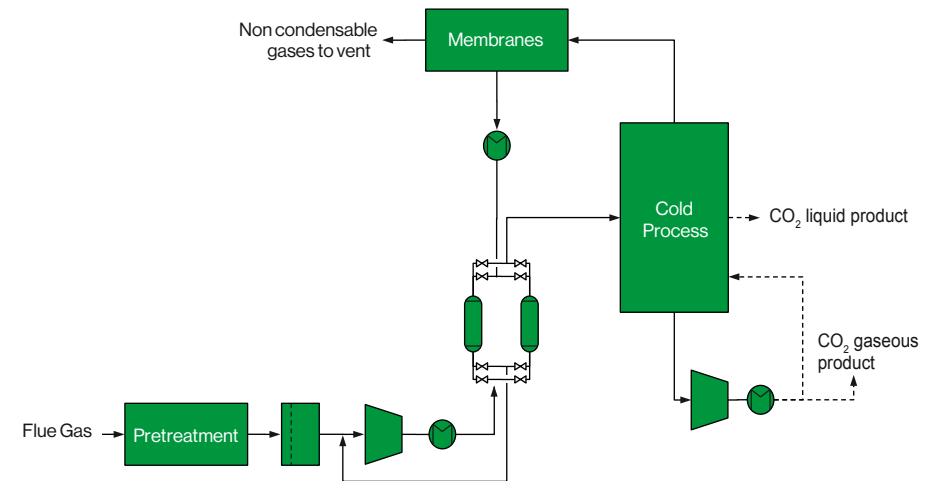 Non condensable
gases to vent
Membranes
Cold
Process
CO₂ liquid product
CO₂ gaseous
product
Flue Gas
Pretreatment